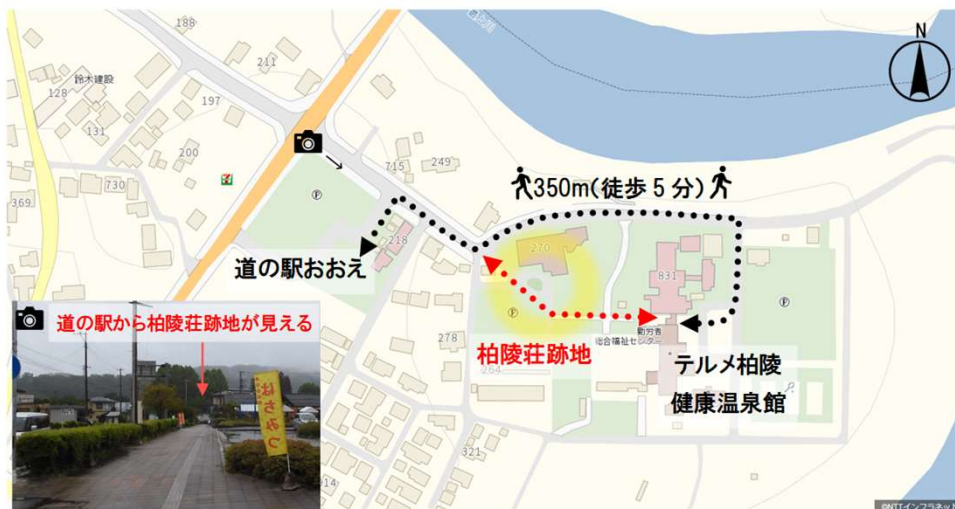 188
211
鈴木建設
128
197
131
200
730
369
715
249
N
350m(徒歩5分)
218
道の駅おおえ
270
831
勤労者
総合福祉センター
278
264
柏陵荘跡地
テルメ柏陵
健康温泉館
321
道の駅から柏陵荘跡地が見える
はちみつ
©NTTインフラネット